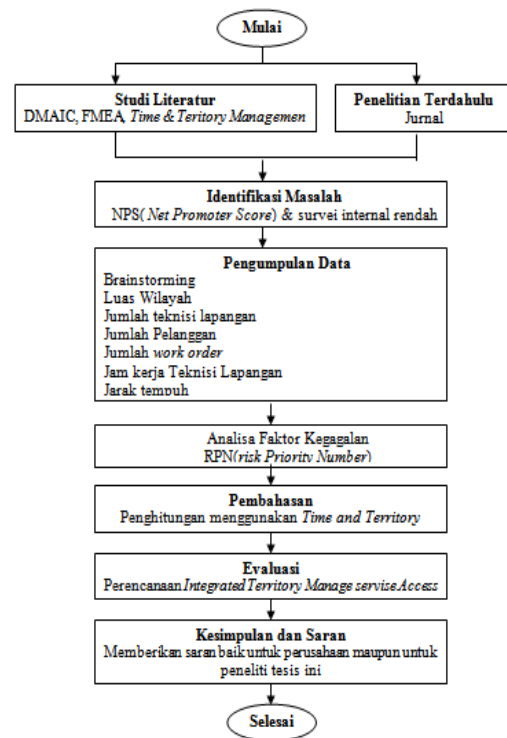 Mulai
Studi Literatur
DMAIC, FMEA, Time & Teritory Managemen
Penelitian Terdahulu
Jurnal
Identifikasi Masalah
NPS( Net Promoter Score) & survei internal rendah
Pengumpulan Data
Brainstorming
Luas Wilayah
Jumlah teknisi lapangan
Jumlah Pelanggan
Jumlah work order
Jam kerja Teknisi Lapangan
Jarak tempuh
Analisa Faktor Kegagalan
RPN(risk Priority Number)
Pembahasan
Penghitungan menggunakan Time and Territory
Evaluasi
Perencanaan Integrated Territory Manage servise Access
Kesimpulan dan Saran
Memberikan saran baik untuk perusahaan maupun untuk
peneliti tesis ini
Selesai